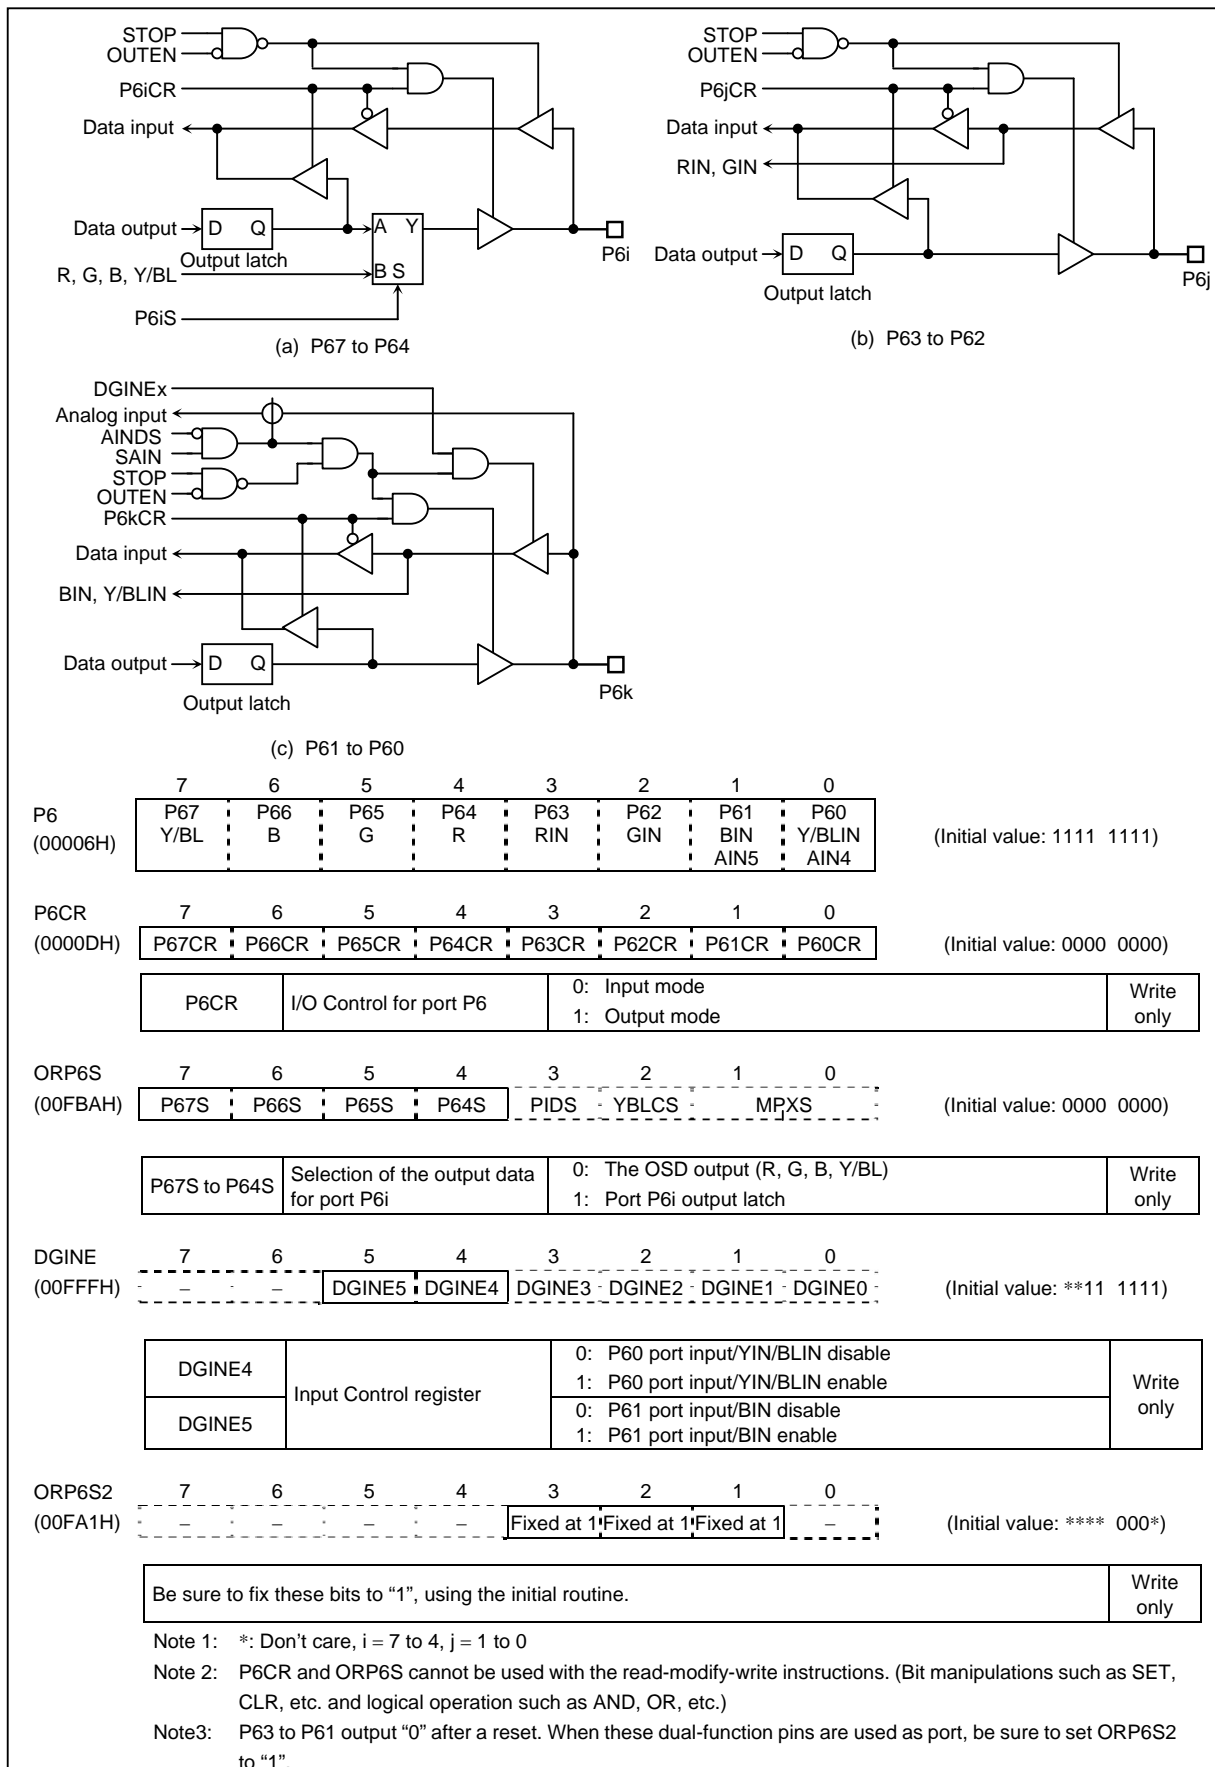 STOP
OUTEN
P6iCR
Data input
Data output
D Q
Output latch
A Y
B S
R, G, B, Y/BL
P6iS
P6i
(a) P67 to P64
STOP
OUTEN
P6jCR
Data input
RIN, GIN
Data output
D Q
Output latch
P6j
(b) P63 to P62
DGINEx
Analog input
AINDS
SAIN
STOP
OUTEN
P6kCR
Data input
BIN, Y/BLIN
Data output
D Q
Output latch
P6k
(c) P61 to P60
7 6 5 4 3 2 1 0
P6 P67 P66 P65 P64 P63 P62 P61 P60
(00006H) Y/BL B G R RIN GIN BIN Y/BLIN (Initial value: 1111 1111)
AIN5 AIN4
P6CR 7 6 5 4 3 2 1 0
(0000DH) P67CR P66CR P65CR P64CR P63CR P62CR P61CR P60CR (Initial value: 0000 0000)
P6CR I/O Control for port P6 0: Input mode
1: Output mode
Write
only
ORP6S 7 6 5 4 3 2 1 0
(00FBAH) P67S P66S P65S P64S PIDS YBLCS MPXS (Initial value: 0000 0000)
P67S to P64S Selection of the output data
for port P6i
0: The OSD output (R, G, B, Y/BL)
1: Port P6i output latch
Write
only
DGINE 7 6 5 4 3 2 1 0
(00FFFH) – – DGINE5 DGINE4 DGINE3 DGINE2 DGINE1 DGINE0 (Initial value: **11 1111)
DGINE4
DGINE5
Input Control register
0: P60 port input/YIN/BLIN disable
1: P60 port input/YIN/BLIN enable
0: P61 port input/BIN disable
1: P61 port input/BIN enable
Write
only
ORP6S2 7 6 5 4 3 2 1 0
(00FA1H) – – – – Fixed at 1 Fixed at 1 Fixed at 1 – (Initial value: **** 000*)
Be sure to fix these bits to “1”, using the initial routine.
Write
only
Note 1: *: Don’t care, i = 7 to 4, j = 1 to 0
Note 2: P6CR and ORP6S cannot be used with the read-modify-write instructions. (Bit manipulations such as SET,
CLR, etc. and logical operation such as AND, OR, etc.)
Note3: P63 to P61 output “0” after a reset. When these dual-function pins are used as port, be sure to set ORP6S2
to “1”.